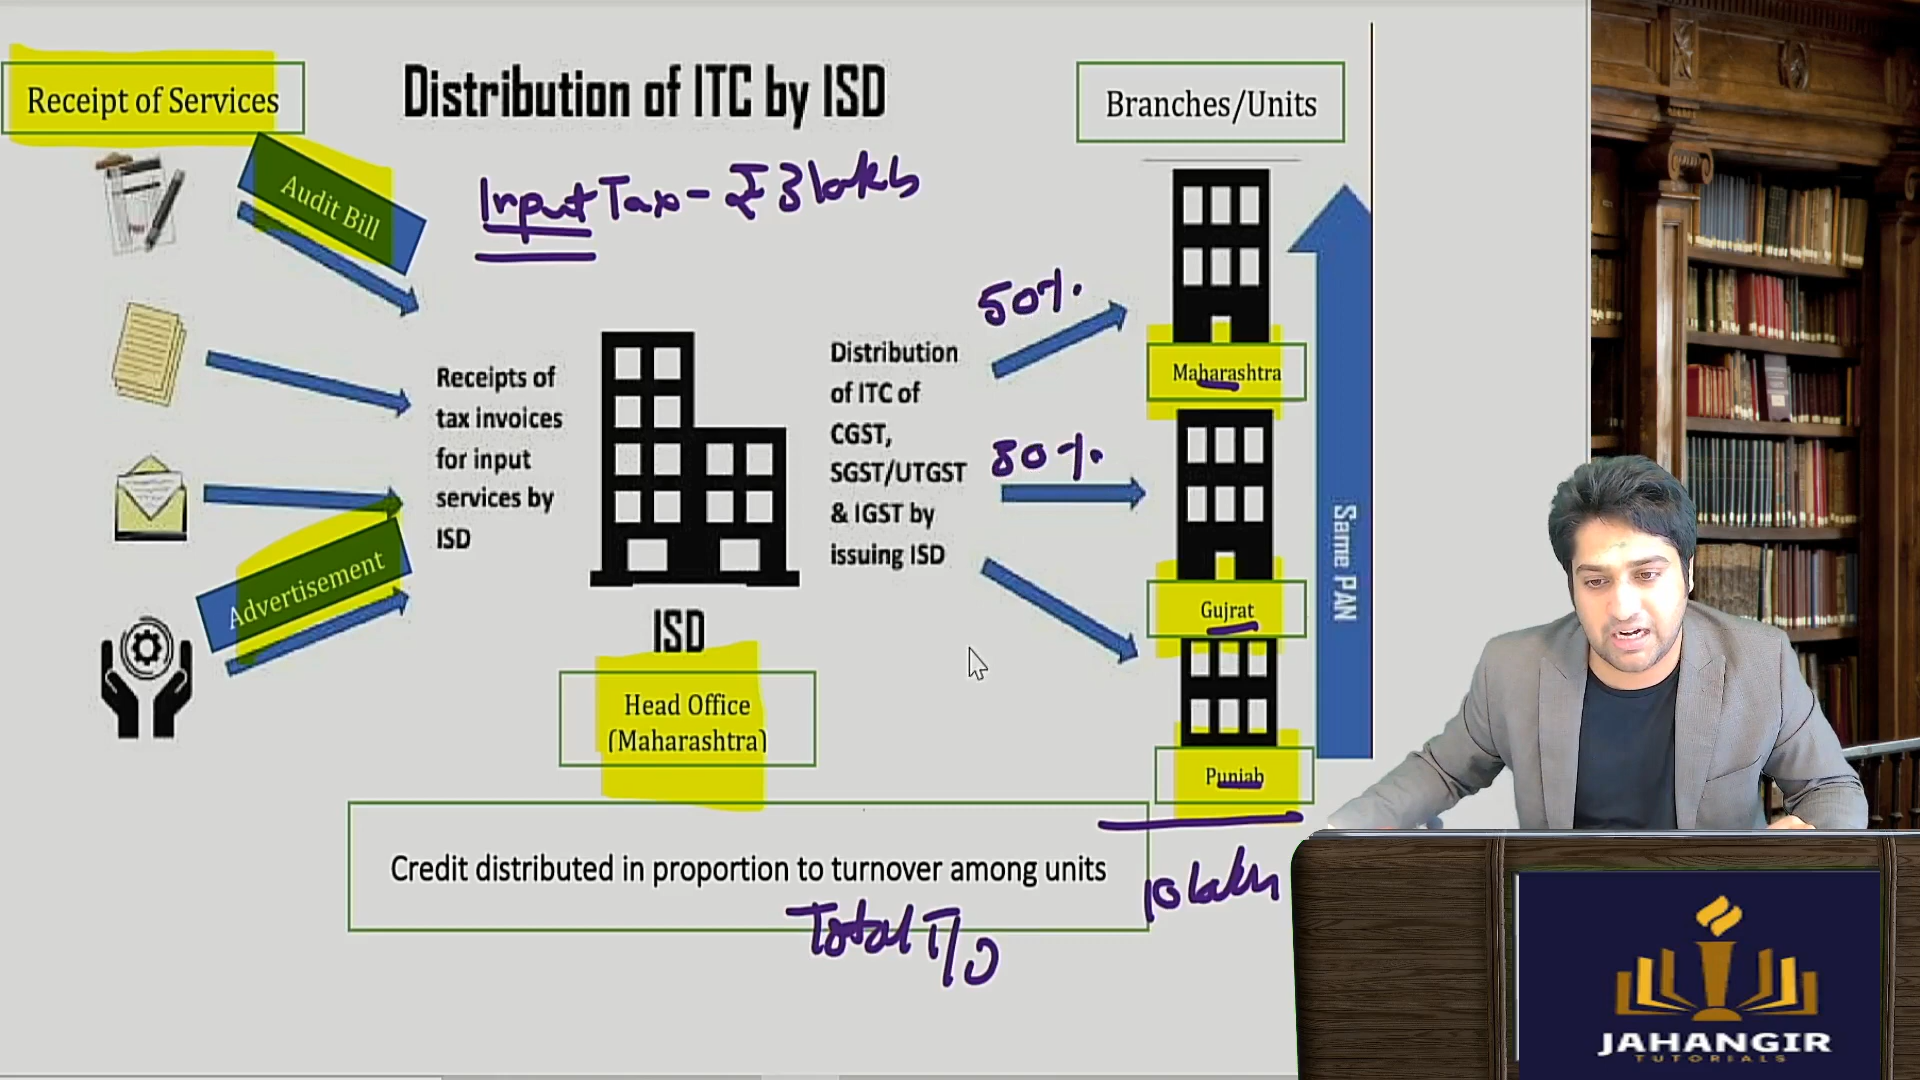 Receipt of Services
Distribution of ITC by ISD
Branches/Units
Audit Bill
Input Tax - ₹ 3 lakhs
50%.
Distribution
of ITC of
CGST,
SGST/UTGST
& IGST by
issuing ISD
Receipts of
tax invoices
for input
services by
ISD
Maharashtra
30%.
Same PAN
Advertisement
Gujrat
ISD
Head Office
(Maharashtra)
Punjab
Credit distributed in proportion to turnover among units
10 lakhs
Total T/O
JAHANGIR
TUTORIALS